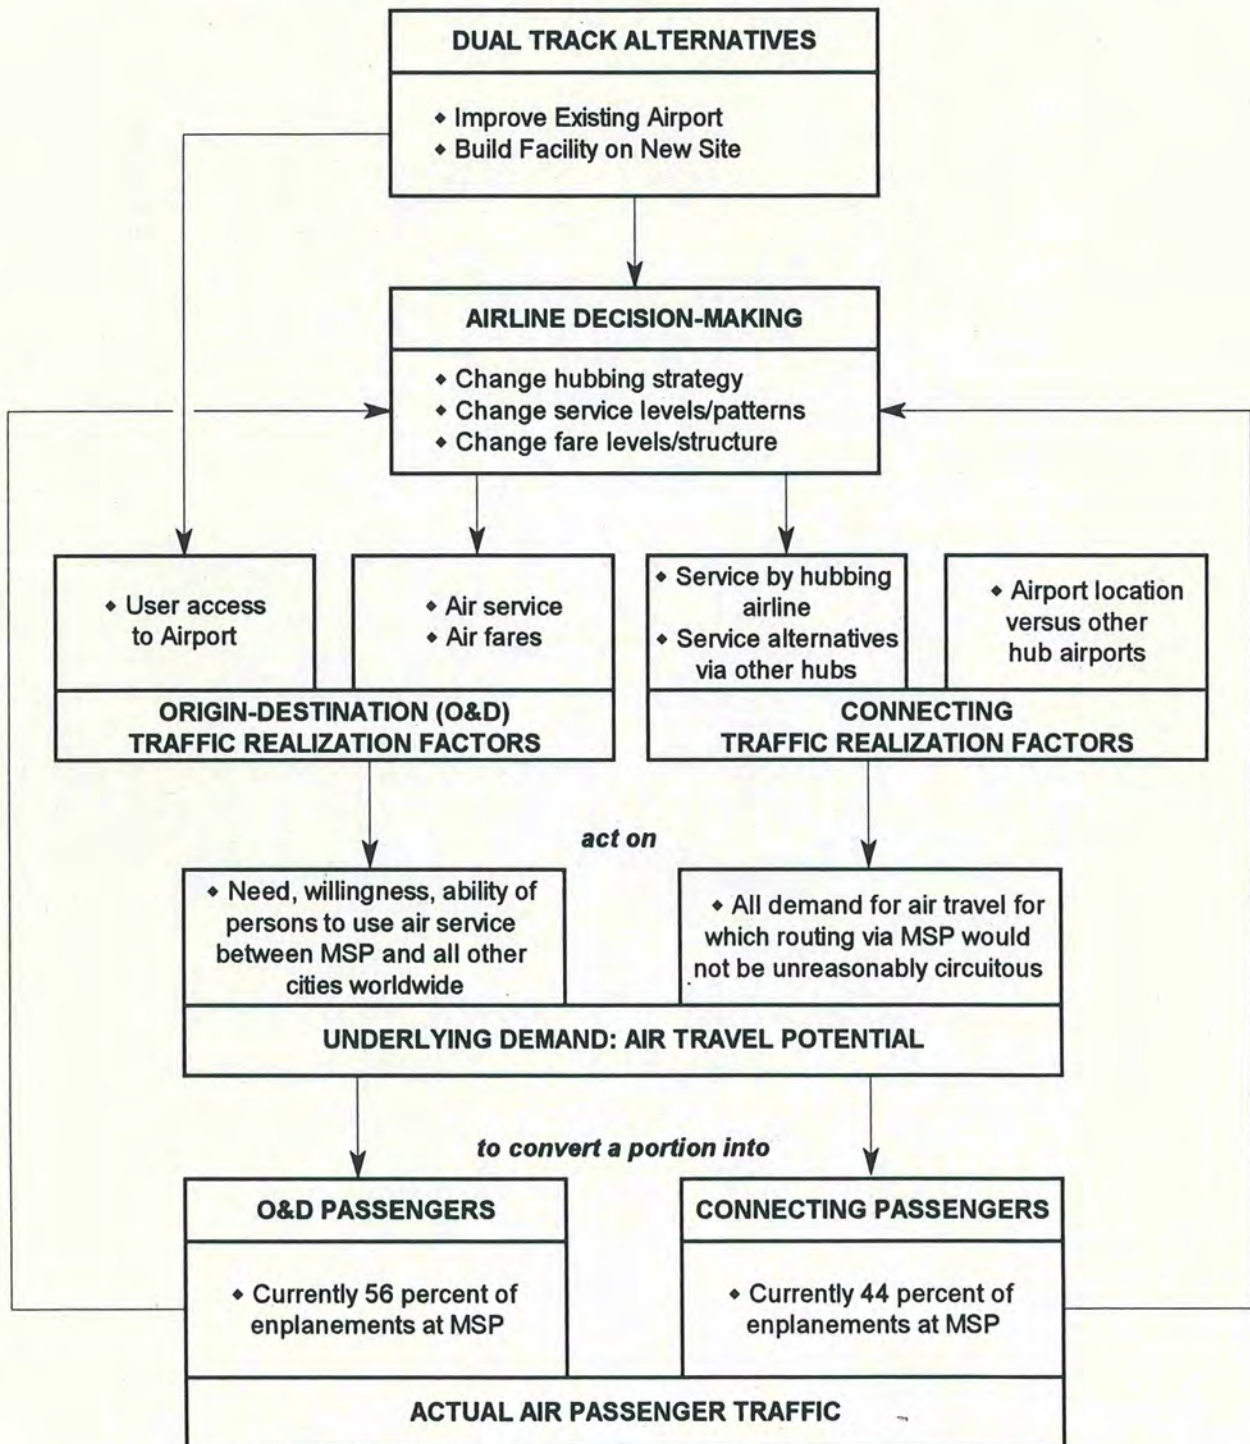 DUAL TRACK ALTERNATIVES
◆ Improve Existing Airport
◆ Build Facility on New Site
AIRLINE DECISION-MAKING
◆ Change hubbing strategy
◆ Change service levels/patterns
◆ Change fare levels/structure
◆ User access
to Airport
◆ Air service
◆ Air fares
ORIGIN-DESTINATION (O&D)
TRAFFIC REALIZATION FACTORS
◆ Service by hubbing
airline
◆ Service alternatives
via other hubs
◆ Airport location
versus other
hub airports
CONNECTING
TRAFFIC REALIZATION FACTORS
act on
◆ Need, willingness, ability of
persons to use air service
between MSP and all other
cities worldwide
◆ All demand for air travel for
which routing via MSP would
not be unreasonably circuitous
UNDERLYING DEMAND: AIR TRAVEL POTENTIAL
to convert a portion into
O&D PASSENGERS
◆ Currently 56 percent of
enplanements at MSP
CONNECTING PASSENGERS
◆ Currently 44 percent of
enplanements at MSP
ACTUAL AIR PASSENGER TRAFFIC